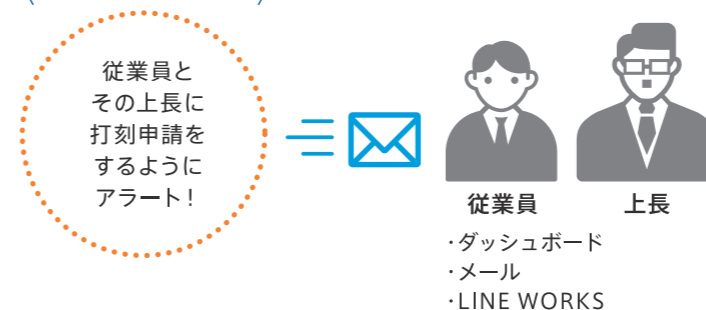 従業員と
その上長に
打刻申請を
するように
アラート!
従業員
上長
・ダッシュボード
・メール
・LINE WORKS